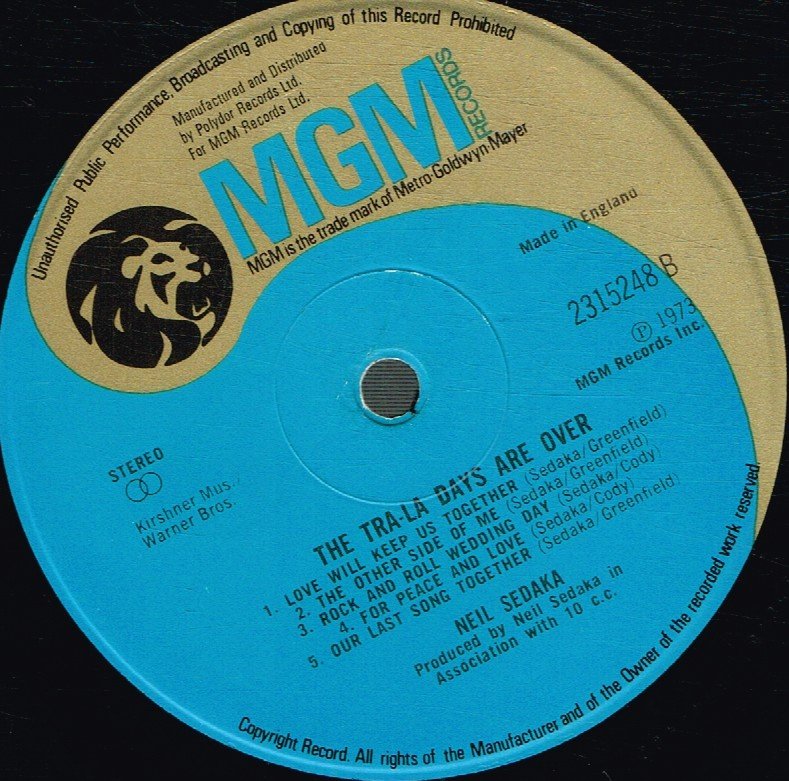 Unauthorised Public Performance, Broadcasting and Copying of this Record Prohibited
Manufactured and Distributed
by Polydor Records Ltd.
For MGM Records Ltd.
MGM RECORDS
MGM is the trade mark of Metro-Goldwyn-Mayer
Made in England
2315248 B
℗ 1973
MGM Records Inc.
STEREO
Kirshner Mus./
Warner Bros.
THE TRA-LA DAYS ARE OVER
1. LOVE WILL KEEP US TOGETHER (Sedaka/Greenfield)
2. THE OTHER SIDE OF ME (Sedaka/Greenfield)
3. ROCK AND ROLL WEDDING DAY (Sedaka/Cody)
4. FOR PEACE AND LOVE (Sedaka/Cody)
5. OUR LAST SONG TOGETHER (Sedaka/Greenfield)
NEIL SEDAKA
Produced by Neil Sedaka in
Association with 10 c.c.
Copyright Record. All rights of the Manufacturer and of the Owner of the recorded work reserved